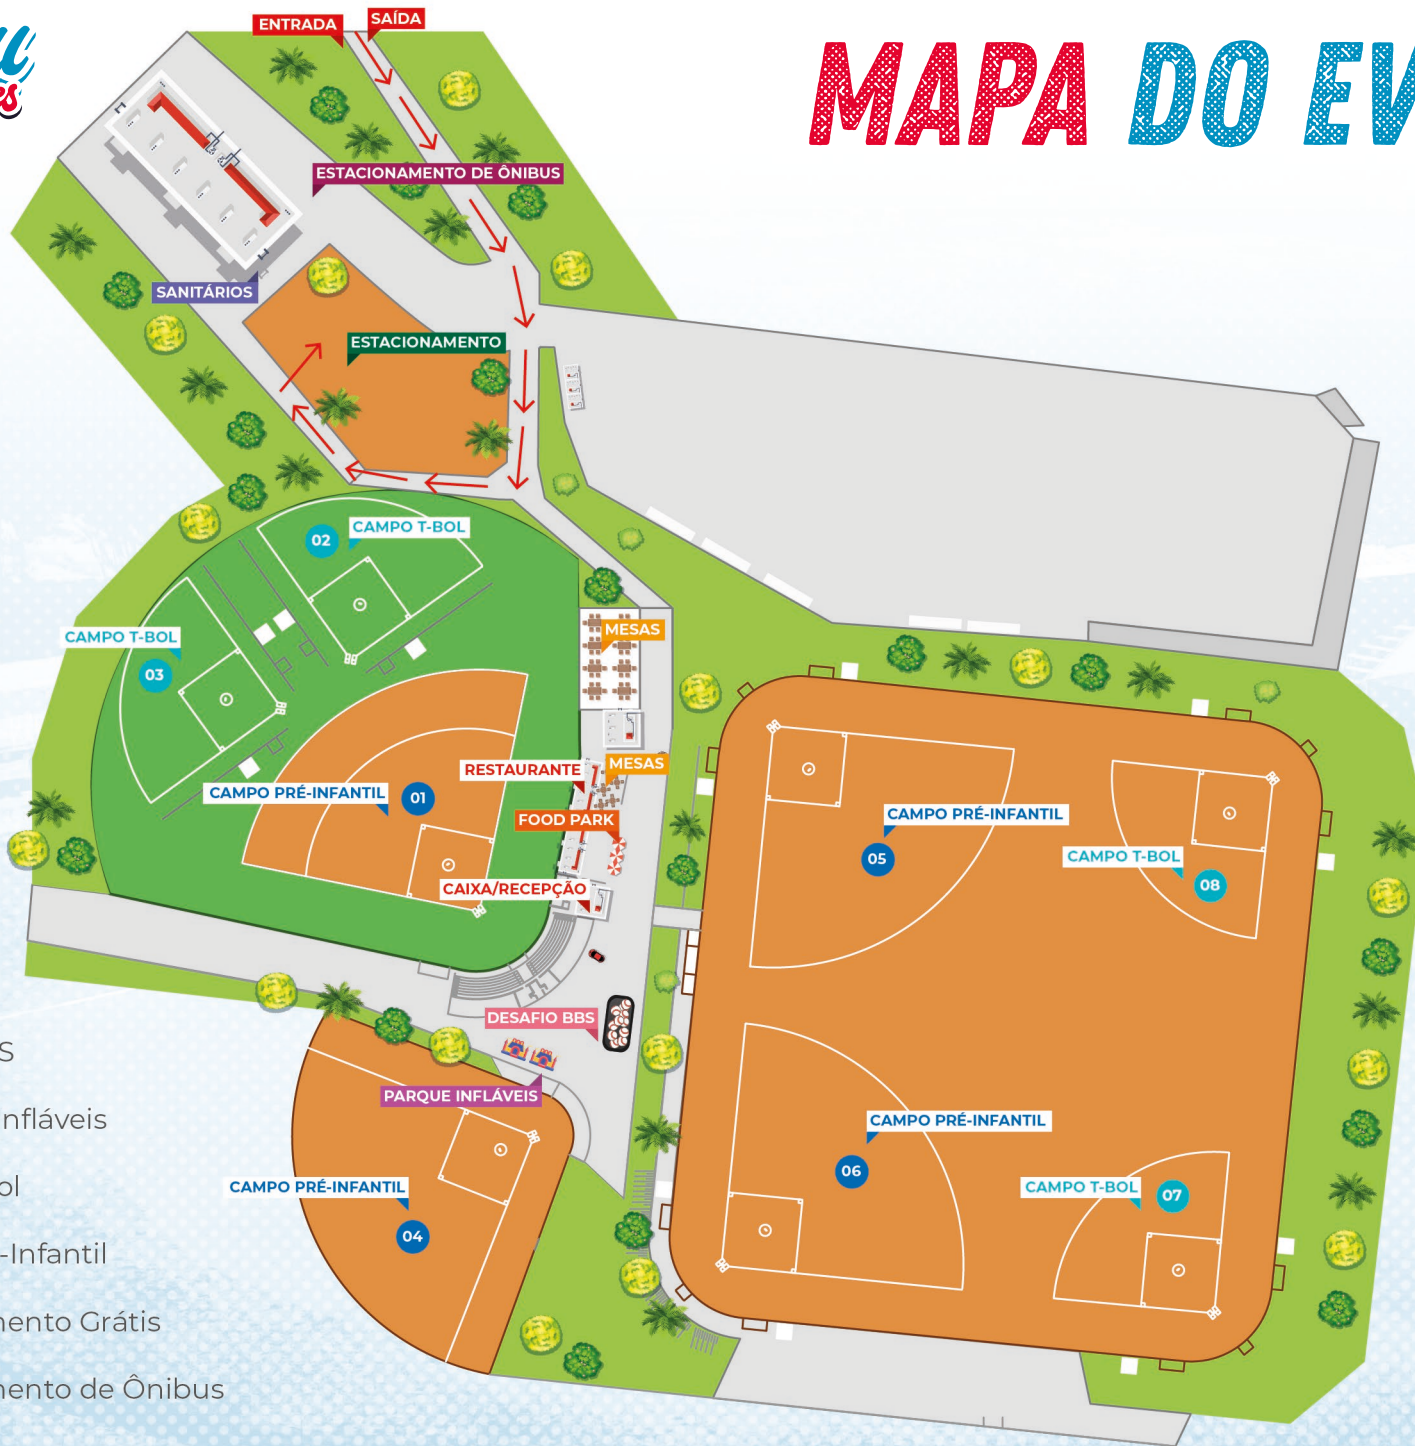 ENTRADA
SAÍDA
MAPA DO EV
ESTACIONAMENTO DE ÔNIBUS
SANITÁRIOS
ESTACIONAMENTO
02
CAMPO T-BOL
CAMPO T-BOL
03
MESAS
RESTAURANTE
MESAS
CAMPO PRÉ-INFANTIL
01
FOOD PARK
CAIXA/RECEPÇÃO
CAMPO PRÉ-INFANTIL
05
CAMPO T-BOL
08
DESAFIO BBS
PARQUE INFLÁVEIS
CAMPO PRÉ-INFANTIL
06
CAMPO PRÉ-INFANTIL
04
CAMPO T-BOL
07
S
nfláveis
ol
-Infantil
mento Grátis
mento de Ônibus